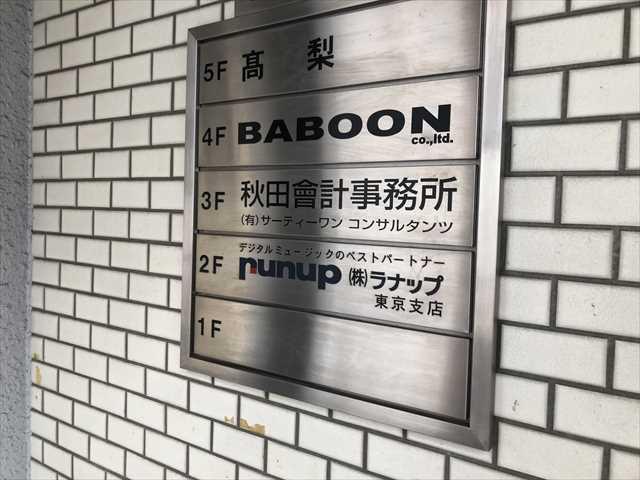 5F 髙梨
4F BABOON
co.,ltd.
3F 秋田會計事務所
(有)サーティーワン コンサルタンツ
デジタルミュージックのベストパートナー
2F runup (株)ラナップ
東京支店
1F